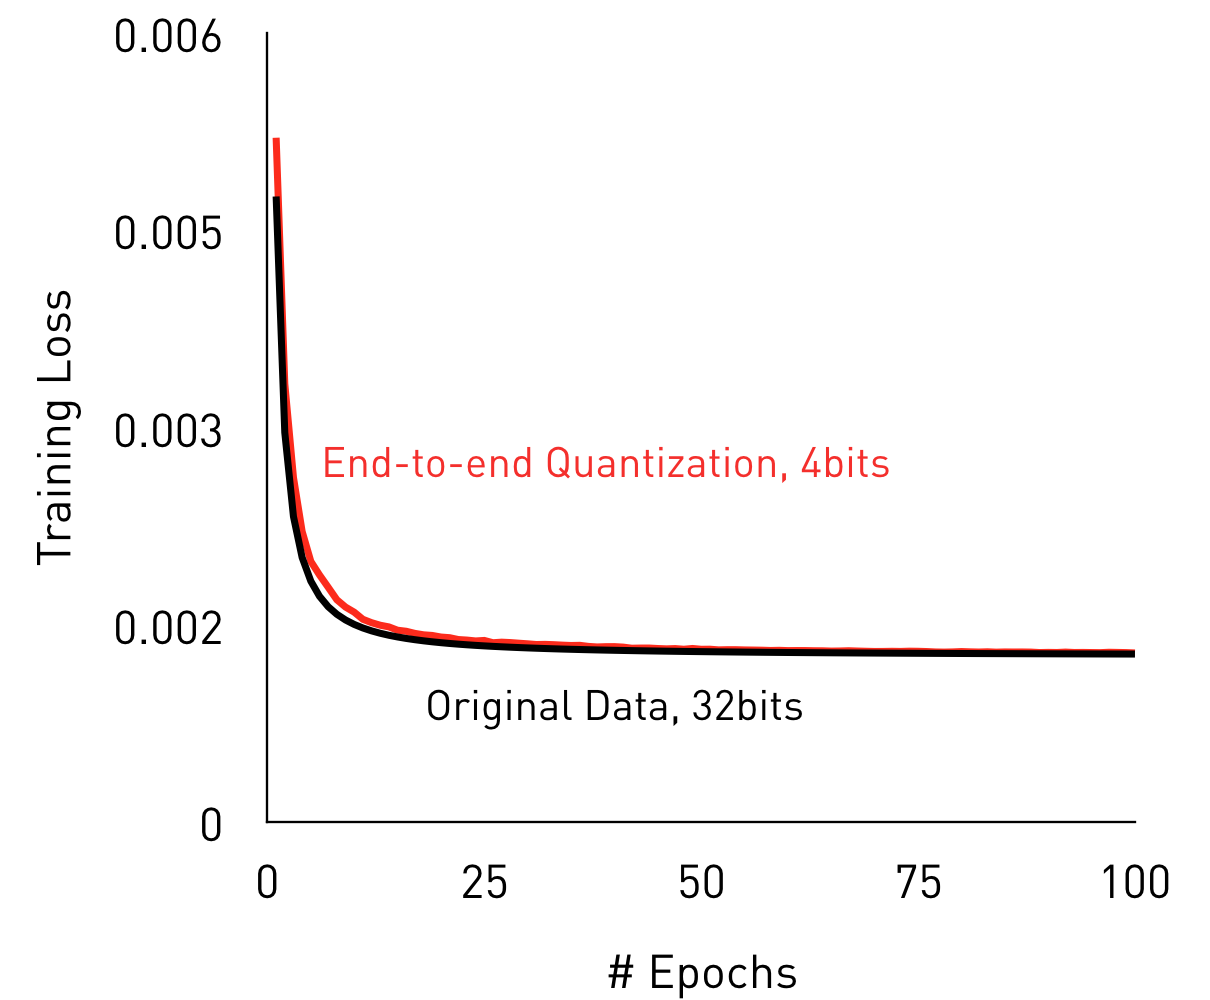 0.006
0.005
0.003
0.002
0
Training Loss
End-to-end Quantization, 4bits
Original Data, 32bits
0 25 50 75 100
# Epochs